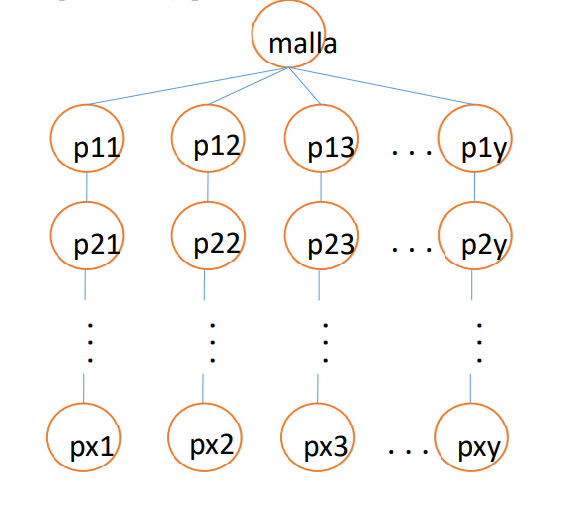 malla
p11 p12 p13 ... p1y
p21 p22 p23 ... p2y
⋮ ⋮ ⋮ ⋮
px1 px2 px3 ... pxy